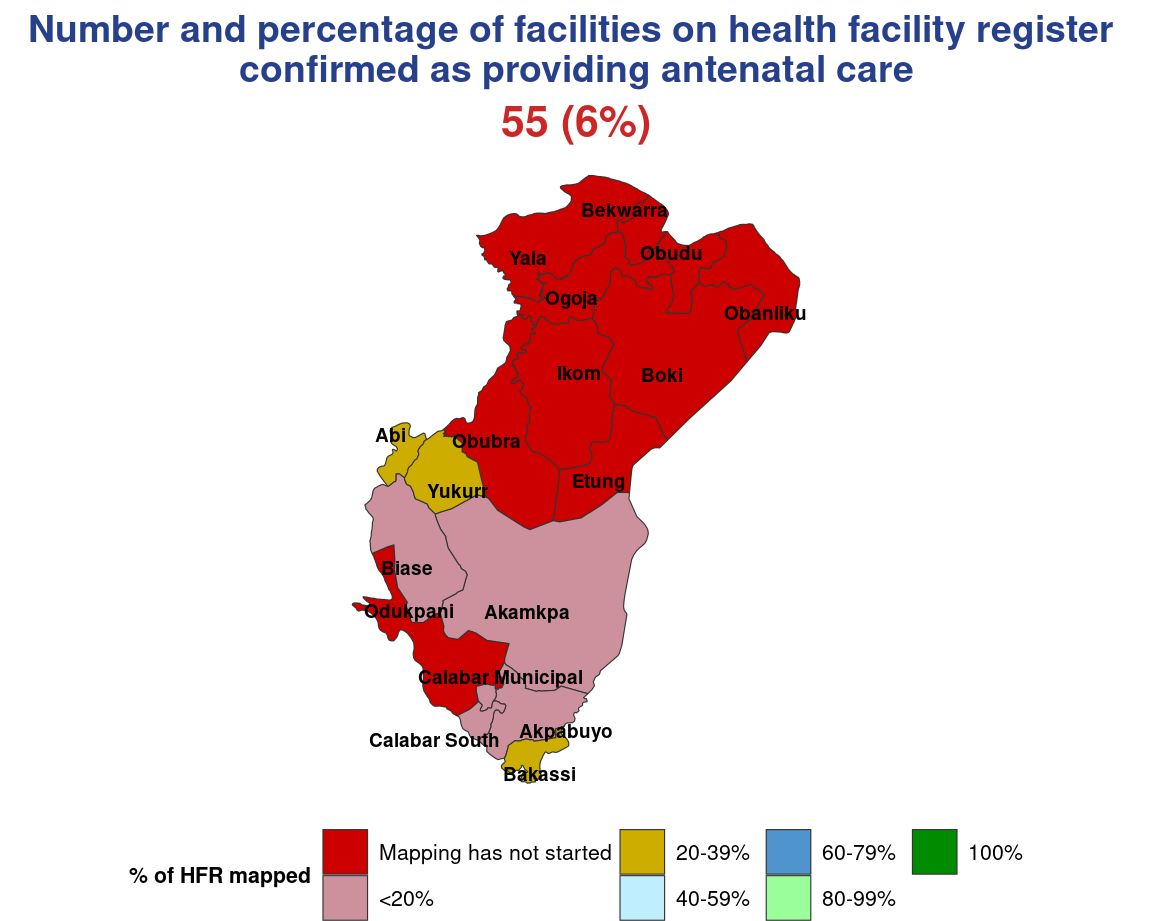 Number and percentage of facilities on health facility register
confirmed as providing antenatal care
55 (6%)
Bekwarra
Obudu
Yala
Ogoja
Obanliku
Ikom
Boki
Abi
Obubra
Etung
Yukurr
Biase
Odukpani
Akamkpa
Calabar Municipal
Akpabuyo
Calabar South
Bakassi
% of HFR mapped
Mapping has not started
<20%
20-39%
40-59%
60-79%
80-99%
100%